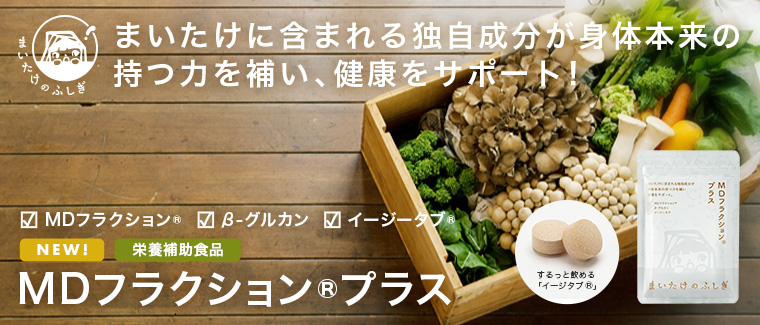 まいたけのふしぎ
まいたけに含まれる独自成分が身体本来の
持つ力を補い、健康をサポート!
☑ MDフラクション® ☑ β-グルカン ☑ イージータブ®
NEW! 栄養補助食品
MDフラクション®プラス
するっと飲める
「イージタブ®」
MDフラクション®
プラス
まいたけのふしぎ